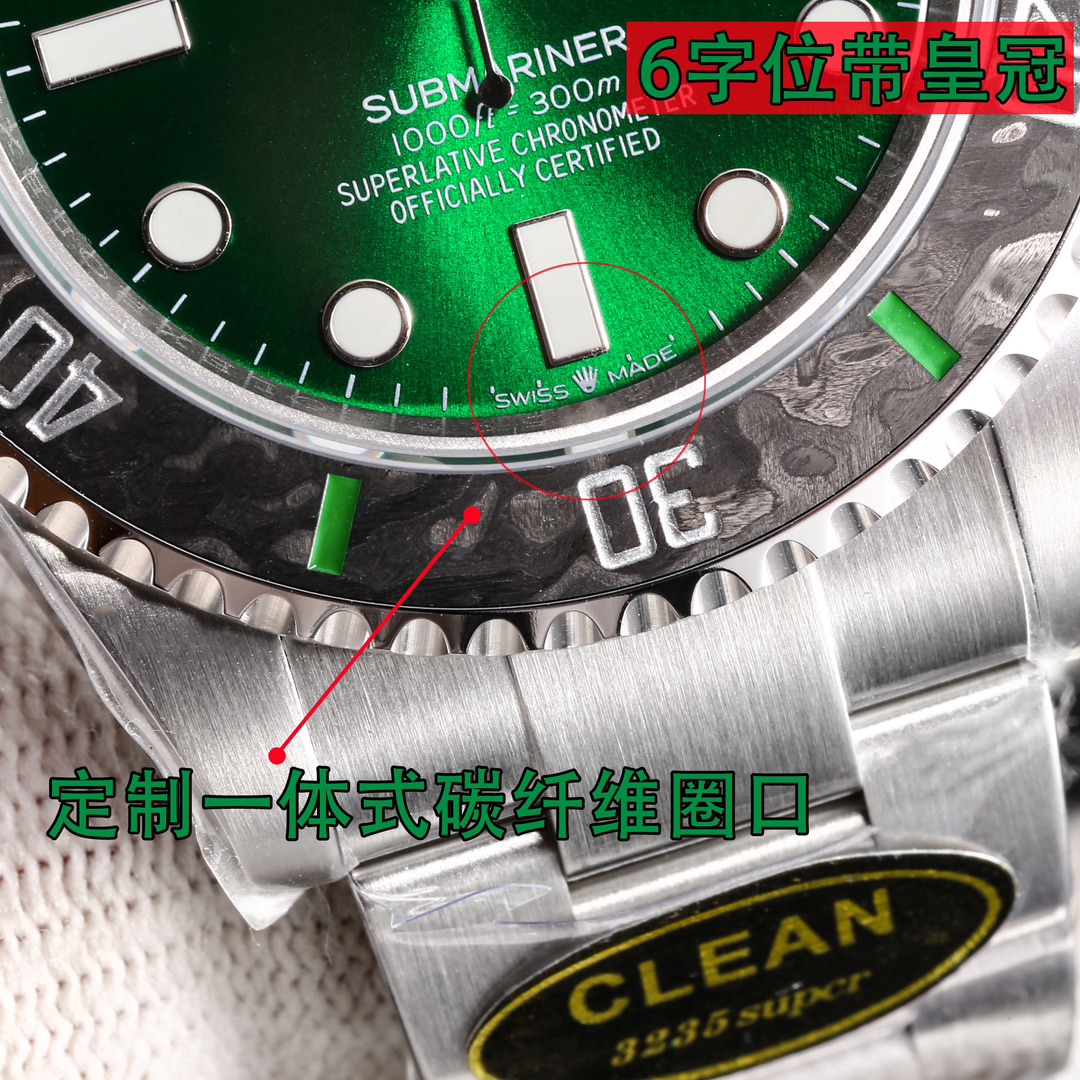 6字位带皇冠
SUBMARINER
1000ft = 300m
SUPERLATIVE CHRONOMETER
OFFICIALLY CERTIFIED
SWISS MADE
40
30
定制一体式碳纤维圈口
CLEAN
3235 super